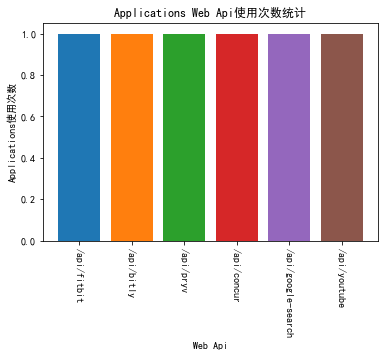 Applications Web Api使用次数统计
Applications使用次数
1.0
0.8
0.6
0.4
0.2
0.0
/api/fitbit
/api/bitly
/api/pryv
/api/concur
/api/google-search
/api/youtube
Web Api